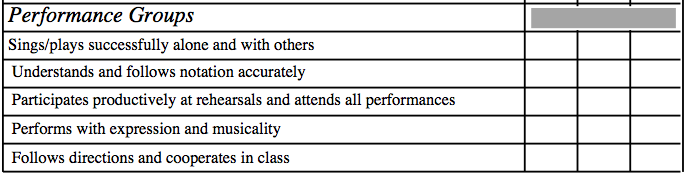 Performance Groups
Sings/plays successfully alone and with others
Understands and follows notation accurately
Participates productively at rehearsals and attends all performances
Performs with expression and musicality
Follows directions and cooperates in class